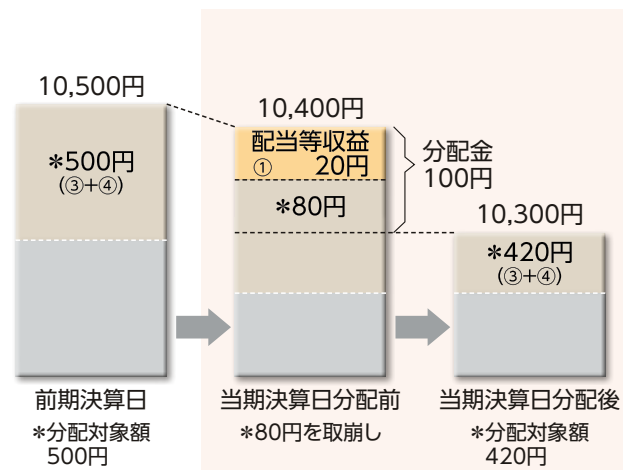 10,500円
＊500円
(③＋④)
前期決算日
＊分配対象額
500円
10,400円
配当等収益
① 20円
＊80円
分配金
100円
当期決算日分配前
＊80円を取崩し
10,300円
＊420円
(③＋④)
当期決算日分配後
＊分配対象額
420円